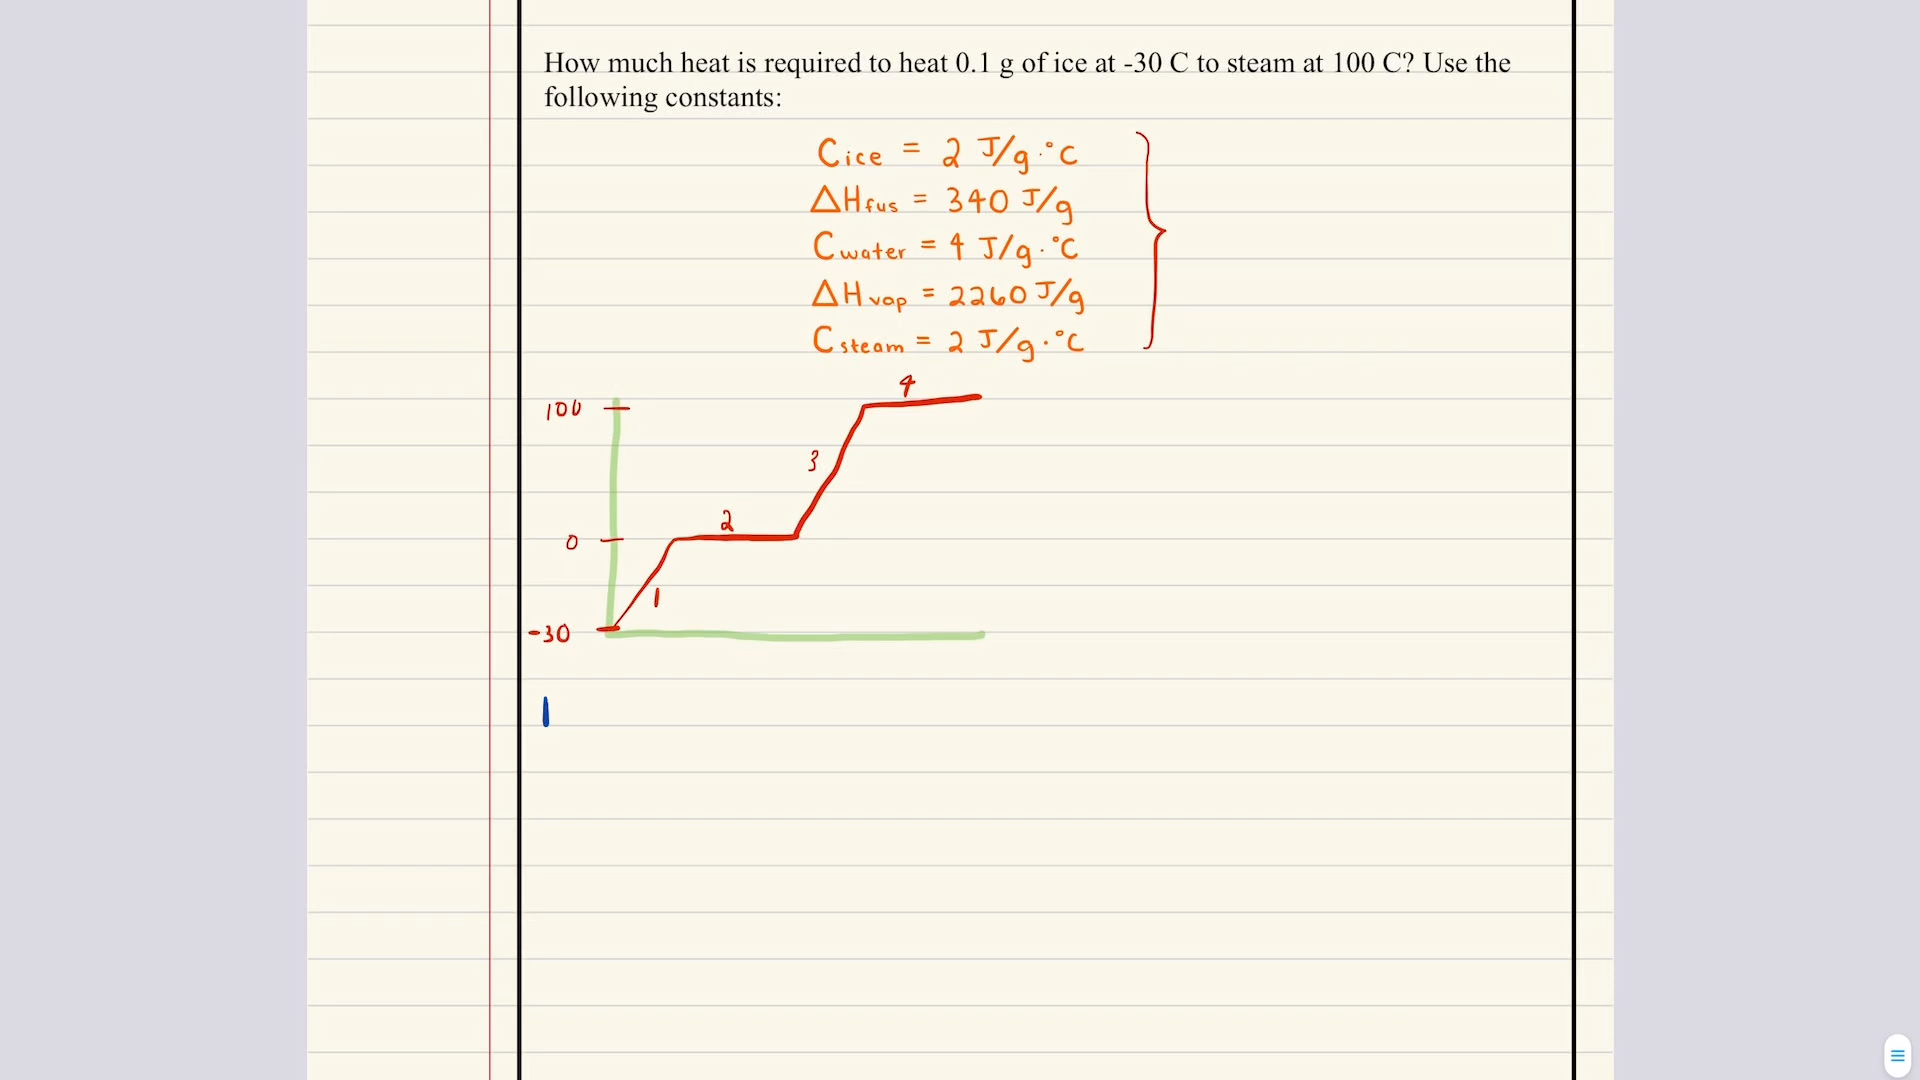 How much heat is required to heat 0.1 g of ice at -30 C to steam at 100 C? Use the
following constants:
Cice = 2 J/g·°C
ΔHfus = 340 J/g
Cwater = 4 J/g·°C
ΔHvap = 2260 J/g
Csteam = 2 J/g·°C
4
100
3
2
0
1
-30
1